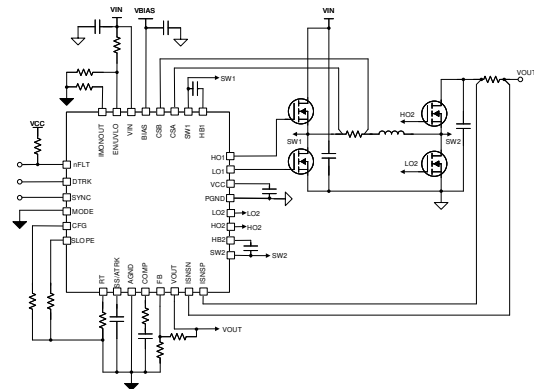 VIN
VBIAS
VIN
SW1
VOUT
VCC
IMONOUT
EN/UVLO
VIN
BIAS
CSB
CSA
SW1
HB1
SW1
HO2
SW2
LO2
nFLT
DTRK
SYNC
MODE
CFG
SLOPE
HO1
LO1
VCC
PGND
LO2
LO2
HO2
HO2
HB2
SW2
SW2
RT
SS/ATRK
AGND
COMP
FB
VOUT
ISNSN
ISNSP
VOUT